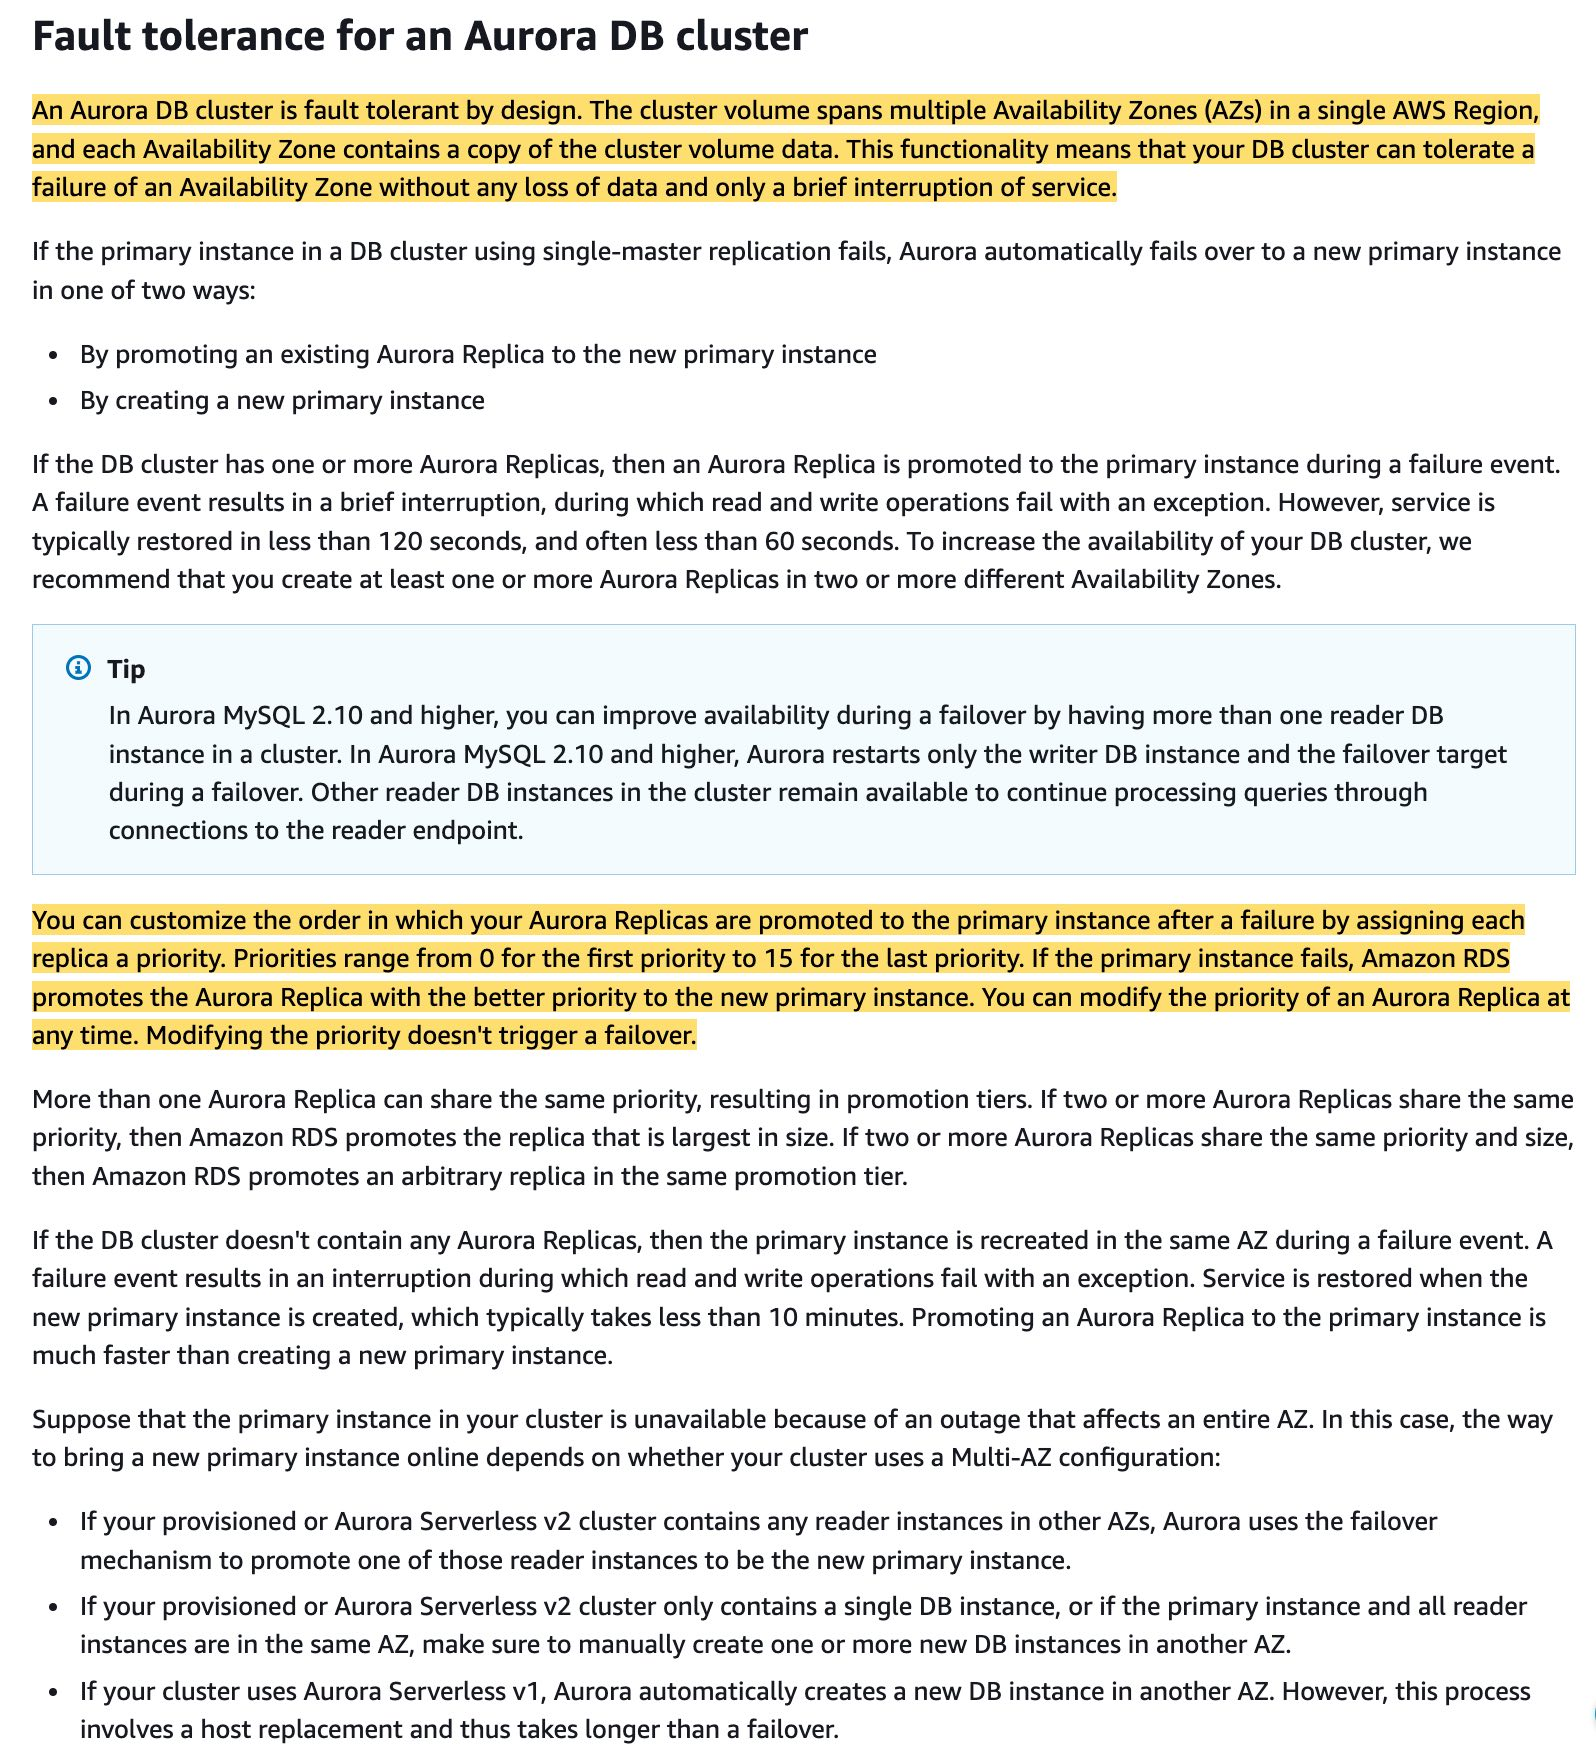 Fault tolerance for an Aurora DB cluster
An Aurora DB cluster is fault tolerant by design. The cluster volume spans multiple Availability Zones (AZs) in a single AWS Region,
and each Availability Zone contains a copy of the cluster volume data. This functionality means that your DB cluster can tolerate a
failure of an Availability Zone without any loss of data and only a brief interruption of service.
If the primary instance in a DB cluster using single-master replication fails, Aurora automatically fails over to a new primary instance
in one of two ways:
• By promoting an existing Aurora Replica to the new primary instance
• By creating a new primary instance
If the DB cluster has one or more Aurora Replicas, then an Aurora Replica is promoted to the primary instance during a failure event.
A failure event results in a brief interruption, during which read and write operations fail with an exception. However, service is
typically restored in less than 120 seconds, and often less than 60 seconds. To increase the availability of your DB cluster, we
recommend that you create at least one or more Aurora Replicas in two or more different Availability Zones.
Tip
In Aurora MySQL 2.10 and higher, you can improve availability during a failover by having more than one reader DB
instance in a cluster. In Aurora MySQL 2.10 and higher, Aurora restarts only the writer DB instance and the failover target
during a failover. Other reader DB instances in the cluster remain available to continue processing queries through
connections to the reader endpoint.
You can customize the order in which your Aurora Replicas are promoted to the primary instance after a failure by assigning each
replica a priority. Priorities range from 0 for the first priority to 15 for the last priority. If the primary instance fails, Amazon RDS
promotes the Aurora Replica with the better priority to the new primary instance. You can modify the priority of an Aurora Replica at
any time. Modifying the priority doesn't trigger a failover.
More than one Aurora Replica can share the same priority, resulting in promotion tiers. If two or more Aurora Replicas share the same
priority, then Amazon RDS promotes the replica that is largest in size. If two or more Aurora Replicas share the same priority and size,
then Amazon RDS promotes an arbitrary replica in the same promotion tier.
If the DB cluster doesn't contain any Aurora Replicas, then the primary instance is recreated in the same AZ during a failure event. A
failure event results in an interruption during which read and write operations fail with an exception. Service is restored when the
new primary instance is created, which typically takes less than 10 minutes. Promoting an Aurora Replica to the primary instance is
much faster than creating a new primary instance.
Suppose that the primary instance in your cluster is unavailable because of an outage that affects an entire AZ. In this case, the way
to bring a new primary instance online depends on whether your cluster uses a Multi-AZ configuration:
• If your provisioned or Aurora Serverless v2 cluster contains any reader instances in other AZs, Aurora uses the failover
mechanism to promote one of those reader instances to be the new primary instance.
• If your provisioned or Aurora Serverless v2 cluster only contains a single DB instance, or if the primary instance and all reader
instances are in the same AZ, make sure to manually create one or more new DB instances in another AZ.
• If your cluster uses Aurora Serverless v1, Aurora automatically creates a new DB instance in another AZ. However, this process
involves a host replacement and thus takes longer than a failover.